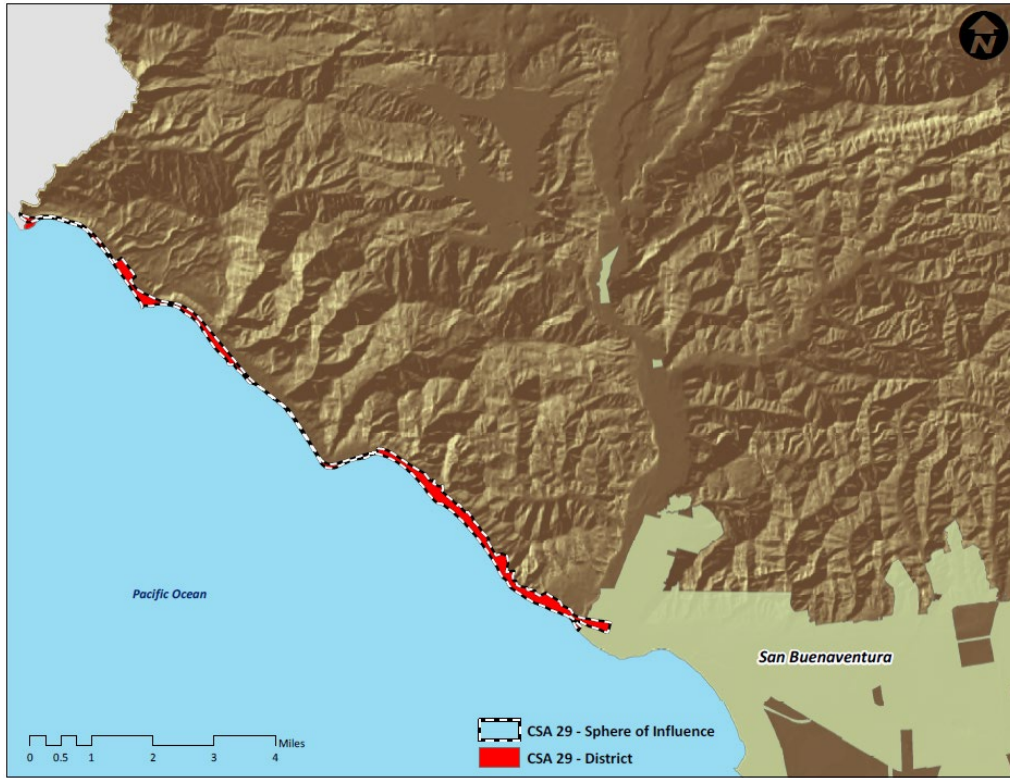 N
Pacific Ocean
San Buenaventura
Miles
0 0.5 1 2 3 4
CSA 29 - Sphere of Influence
CSA 29 - District